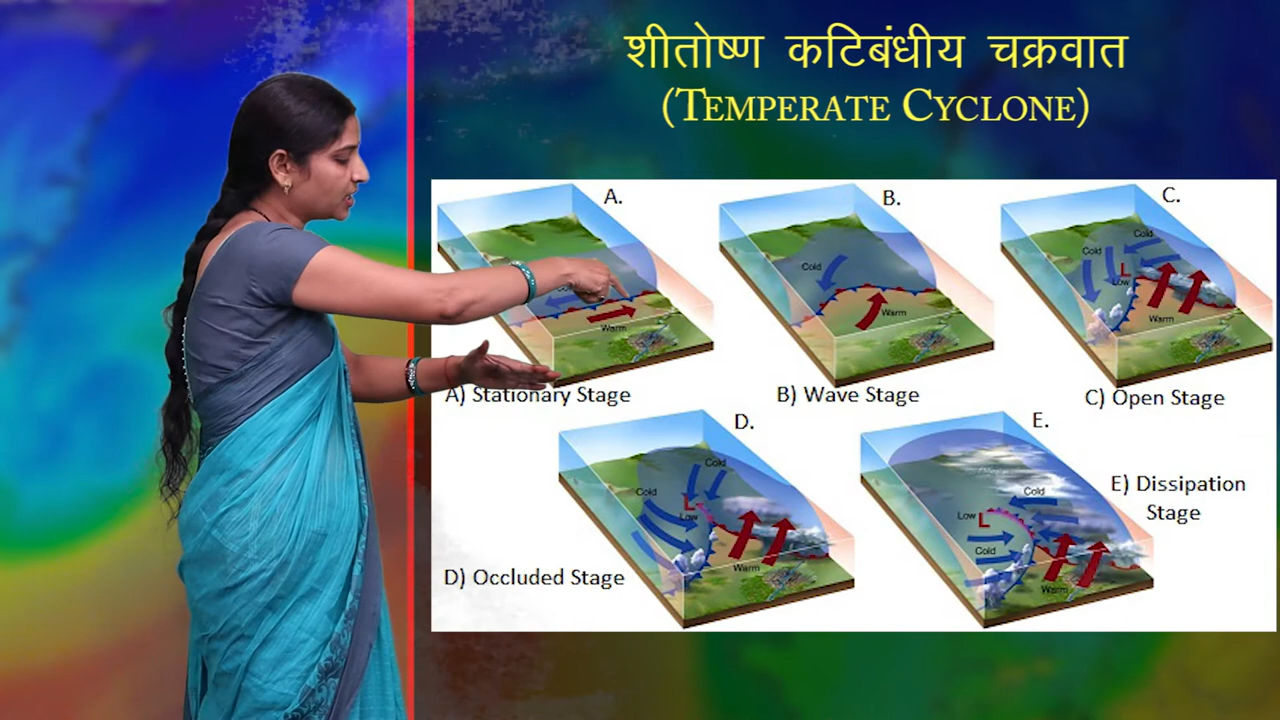 शीतोष्ण कटिबंधीय चक्रवात
(TEMPERATE CYCLONE)
A.
Warm
A) Stationary Stage
B.
Cold
Warm
B) Wave Stage
C.
Cold
Cold
L
Low
Warm
C) Open Stage
D.
Cold
Cold
L
Low
Warm
D) Occluded Stage
E.
Cold
Low L
Cold
Warm
E) Dissipation
Stage